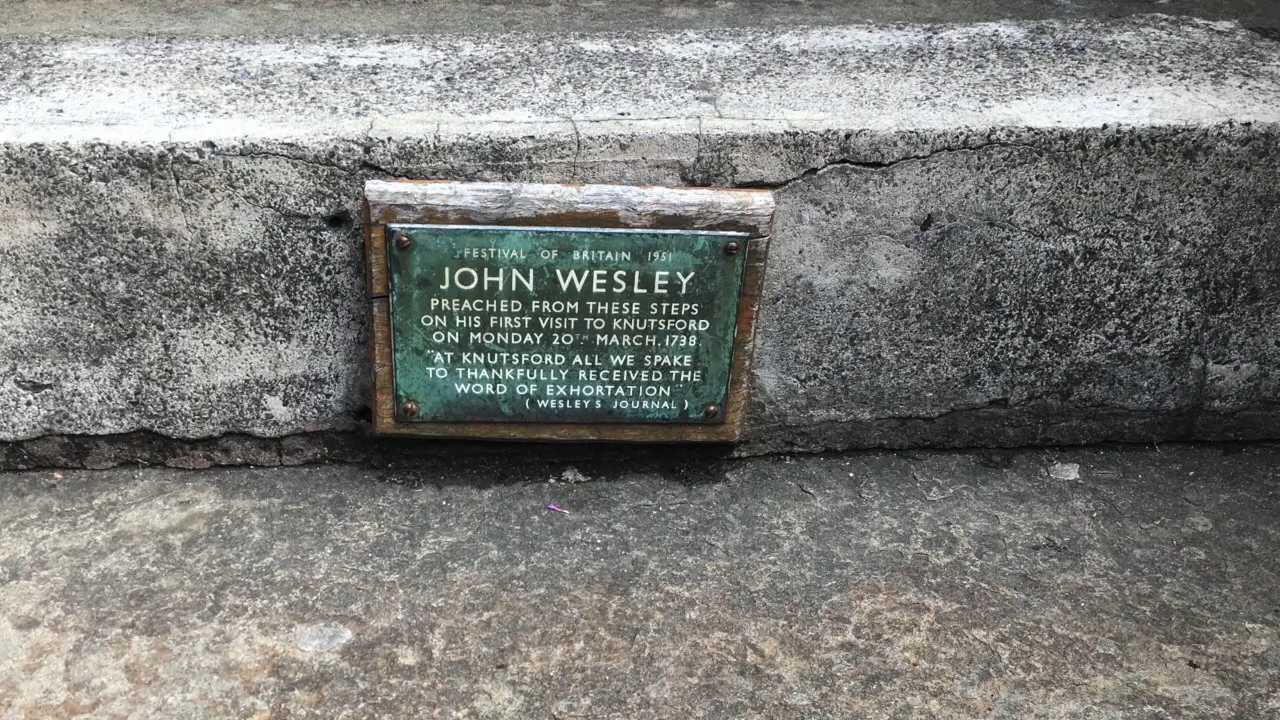 FESTIVAL OF BRITAIN 1951
JOHN WESLEY
PREACHED FROM THESE STEPS
ON HIS FIRST VISIT TO KNUTSFORD
ON MONDAY 20TH MARCH. 1738.
"AT KNUTSFORD ALL WE SPAKE
TO THANKFULLY RECEIVED THE
WORD OF EXHORTATION"
( WESLEY'S JOURNAL )